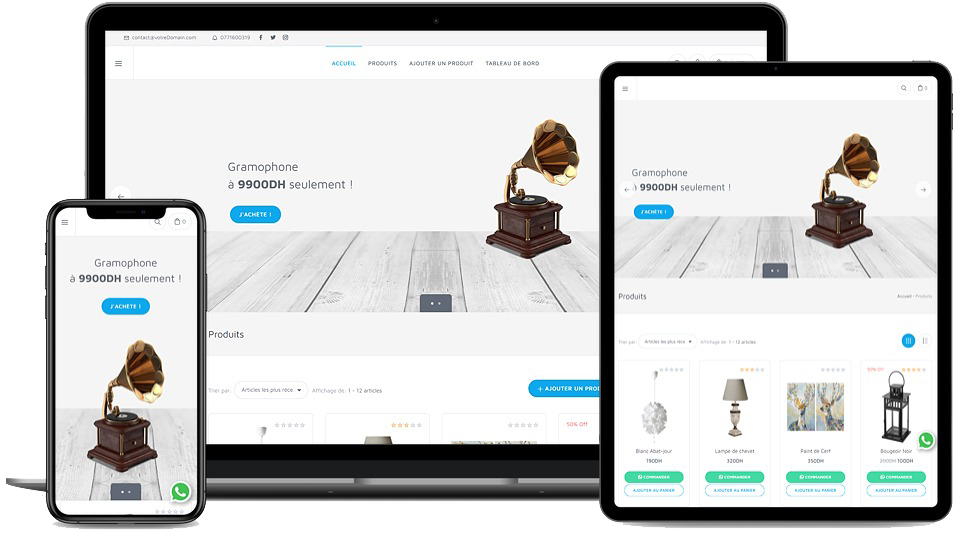 contact@votreDomain.com 0771600319
ACCUEIL PRODUITS AJOUTER UN PRODUIT TABLEAU DE BORD
Gramophone
à 9900DH seulement !
J'ACHÈTE !
Produits
Trier par: Articles les plus réce Affichage de: 1 - 12 articles
+ AJOUTER UN PROD
50% Off
0
Gramophone
à 9900DH seulement !
J'ACHÈTE !
0
Gramophone
à 9900DH seulement !
J'ACHÈTE !
Produits
Accueil - Produits
Trier par: Articles les plus réce Affichage de: 1 - 12 articles
50% Off
Blanc Abat-jour
190DH
COMMANDER
AJOUTER AU PANIER
Lampe de chevet
320DH
COMMANDER
AJOUTER AU PANIER
Paint de Cerf
350DH
COMMANDER
AJOUTER AU PANIER
Bougeoir Noir
200DH 100DH
COMMANDER
AJOUTER AU PANIER